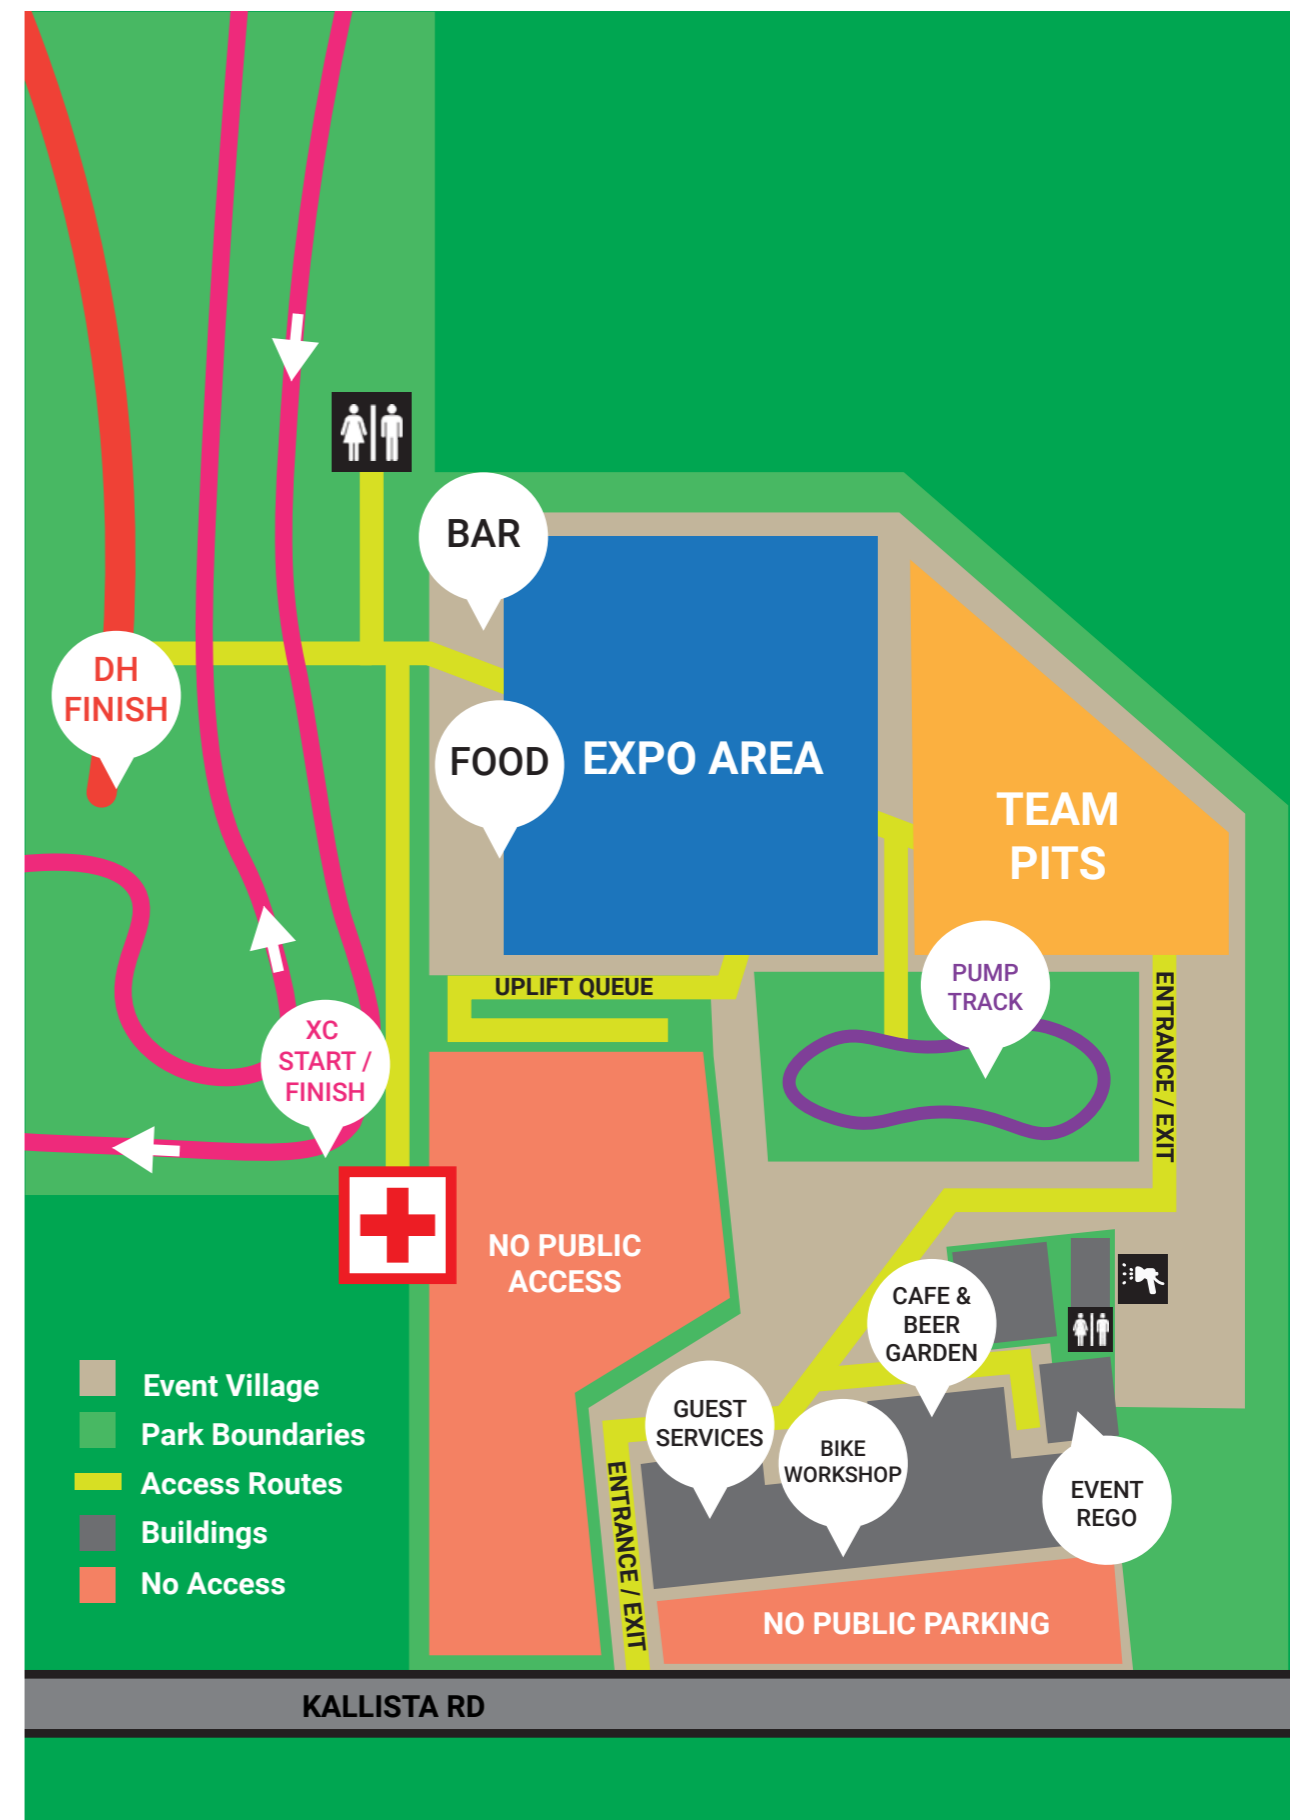 BAR
DH
FINISH
FOOD
EXPO AREA
TEAM
PITS
UPLIFT QUEUE
PUMP
TRACK
ENTRANCE / EXIT
XC
START /
FINISH
NO PUBLIC
ACCESS
CAFE &
BEER
GARDEN
GUEST
SERVICES
BIKE
WORKSHOP
EVENT
REGO
ENTRANCE / EXIT
NO PUBLIC PARKING
Event Village
Park Boundaries
Access Routes
Buildings
No Access
KALLISTA RD